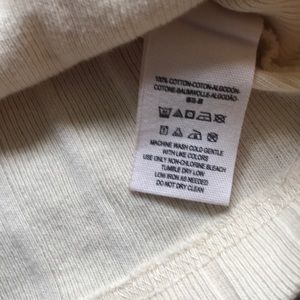 100% COTTON-COTON-ALGODÓN-
COTONE-BAUMWOLLE-ALGODÃO-
MACHINE WASH COLD GENTLE
WITH LIKE COLORS
USE ONLY NON-CHLORINE BLEACH
TUMBLE DRY LOW
LOW IRON AS NEEDED
DO NOT DRY CLEAN